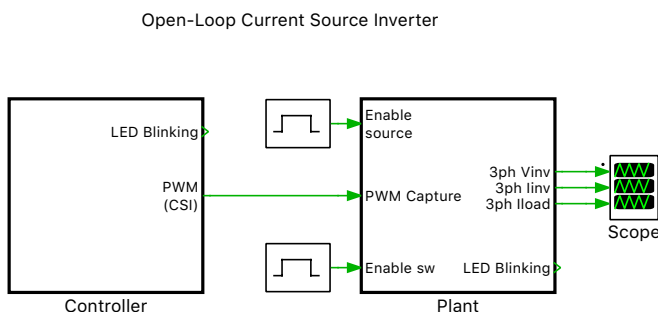 Open-Loop Current Source Inverter
LED Blinking
PWM
(CSI)
Controller
Enable
source
PWM Capture
Enable sw
3ph Vinv
3ph Iinv
3ph Iload
LED Blinking
Plant
Scope